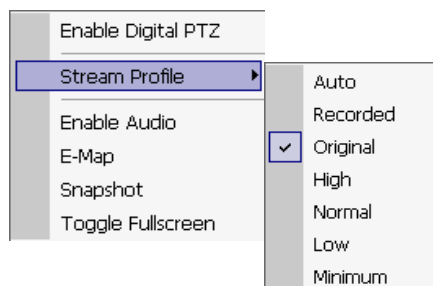 Enable Digital PTZ
Stream Profile
Enable Audio
E-Map
Snapshot
Toggle Fullscreen
Auto
Recorded
Original
High
Normal
Low
Minimum